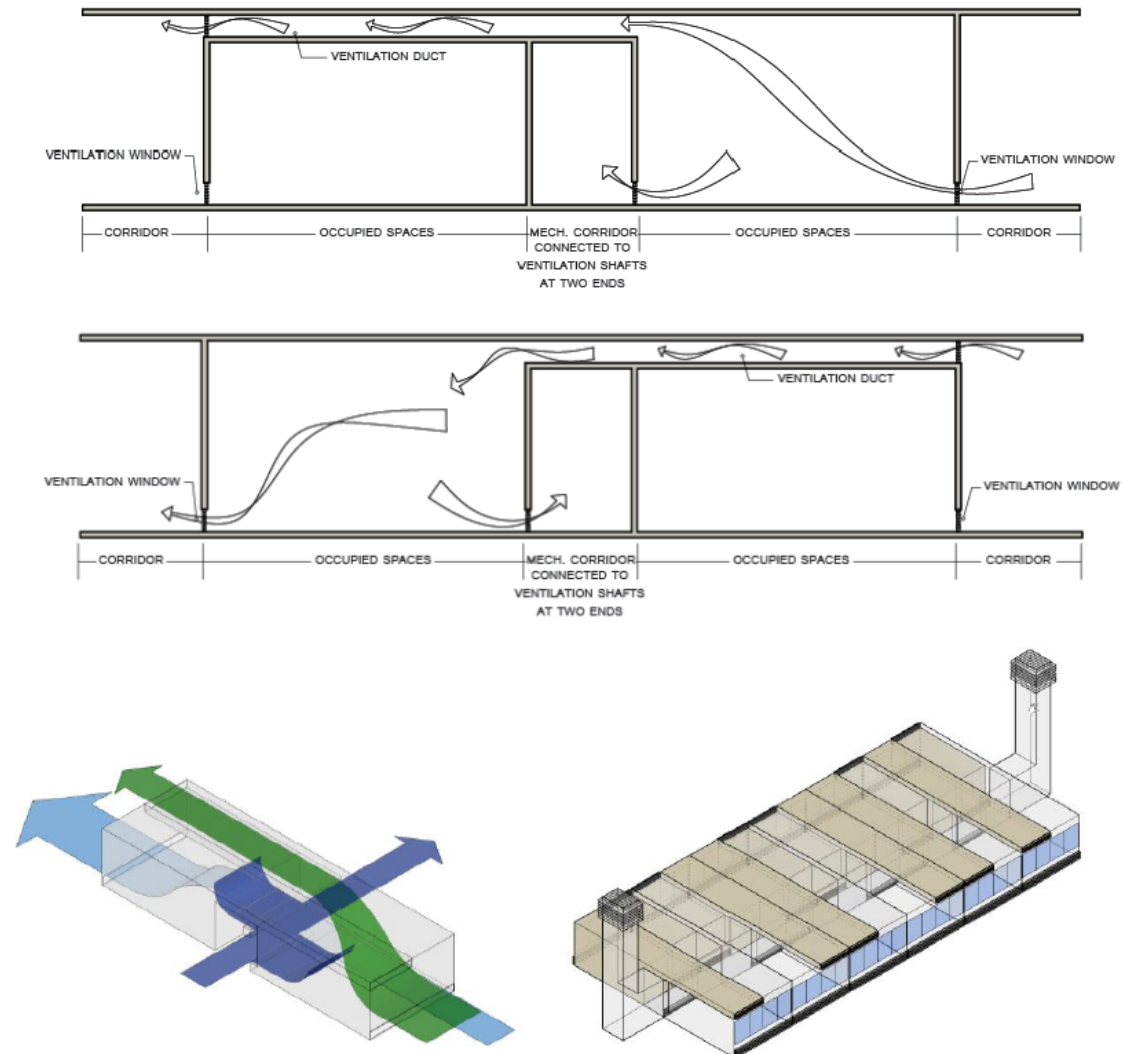 VENTILATION DUCT
VENTILATION WINDOW
VENTILATION WINDOW
CORRIDOR
OCCUPIED SPACES
MECH. CORRIDOR
CONNECTED TO
VENTILATION SHAFTS
AT TWO ENDS
OCCUPIED SPACES
CORRIDOR
VENTILATION DUCT
VENTILATION WINDOW
VENTILATION WINDOW
CORRIDOR
OCCUPIED SPACES
MECH. CORRIDOR
CONNECTED TO
VENTILATION SHAFTS
AT TWO ENDS
OCCUPIED SPACES
CORRIDOR